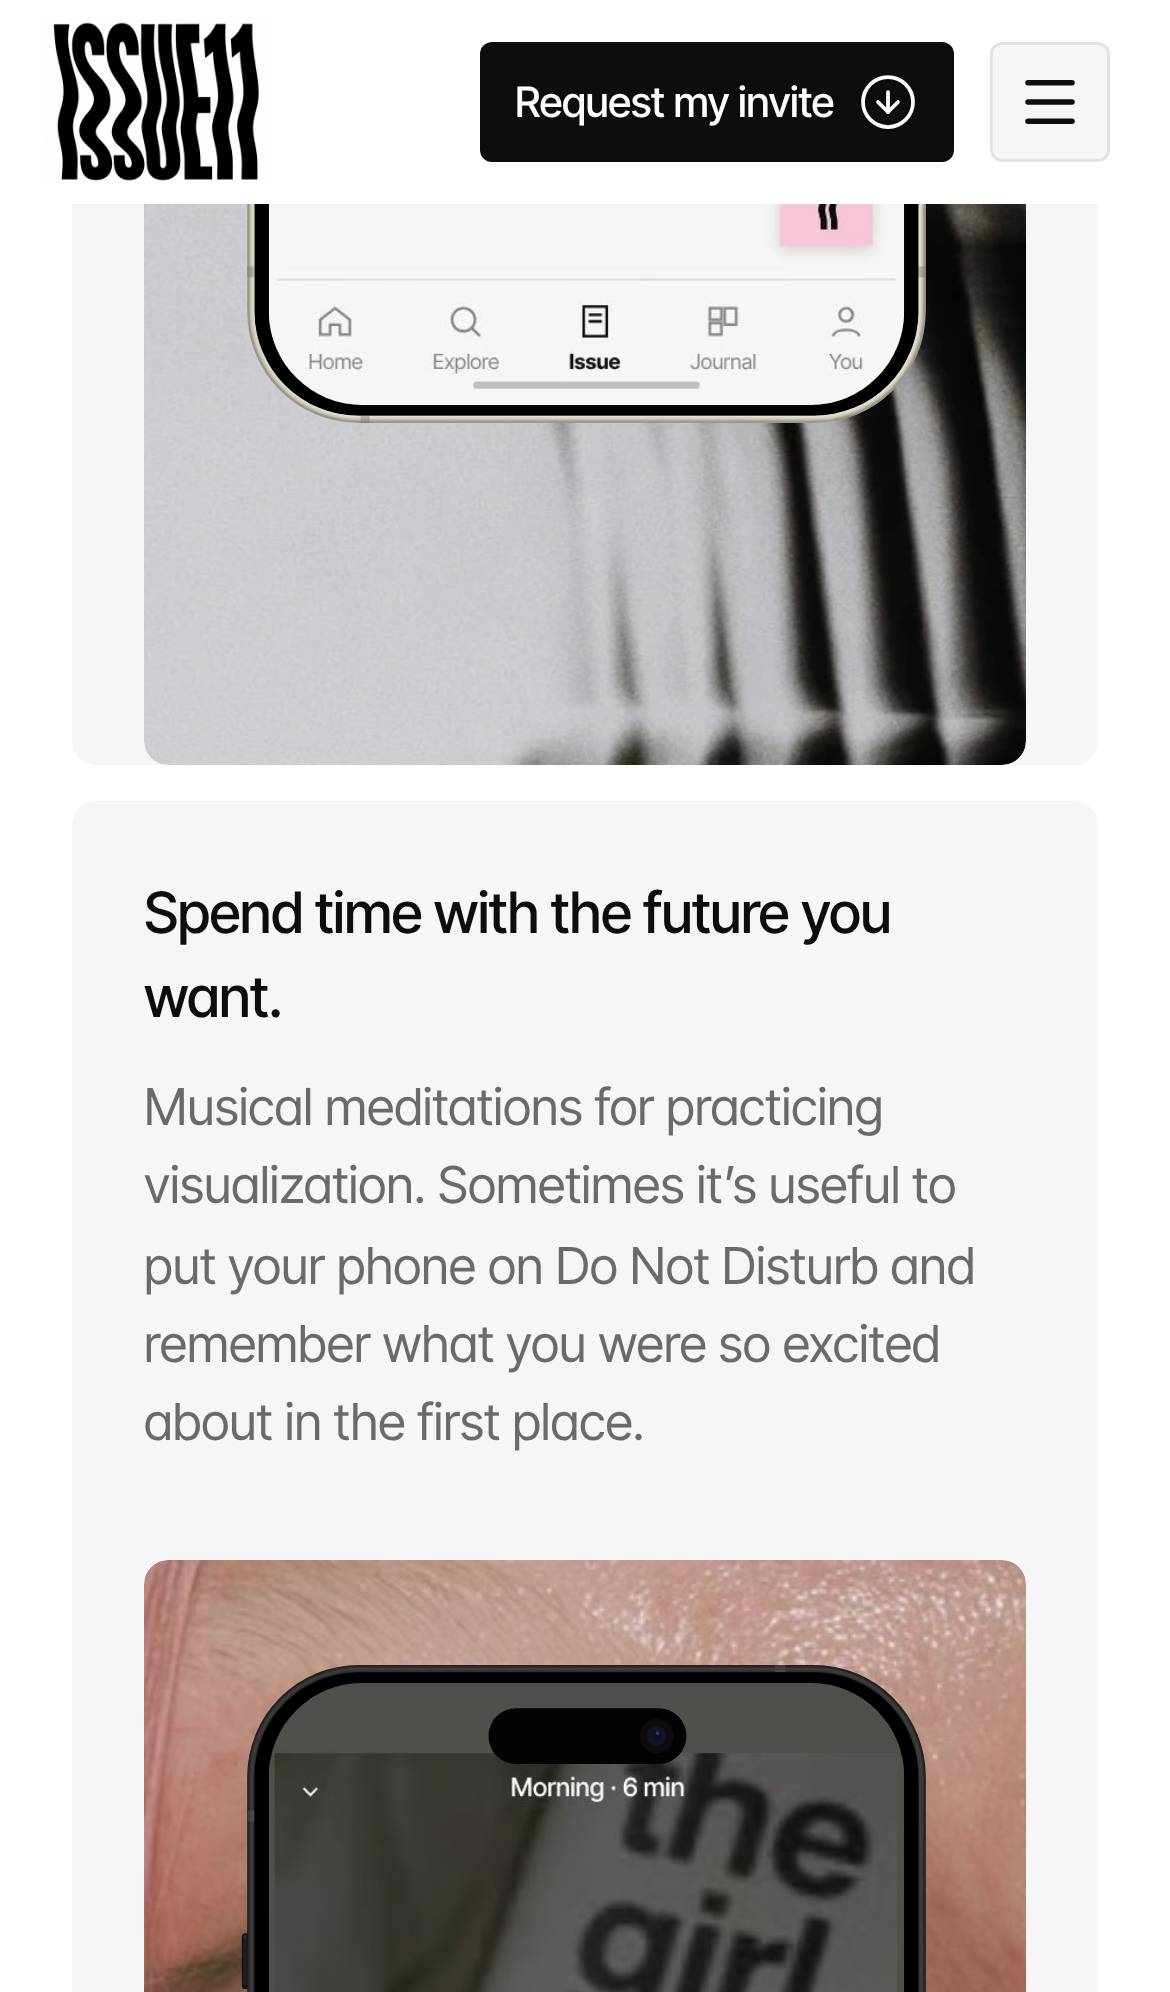 ISSUE11
Request my invite
Home
Explore
Issue
Journal
You
Spend time with the future you
want.
Musical meditations for practicing
visualization. Sometimes it’s useful to
put your phone on Do Not Disturb and
remember what you were so excited
about in the first place.
Morning · 6 min
the
girl